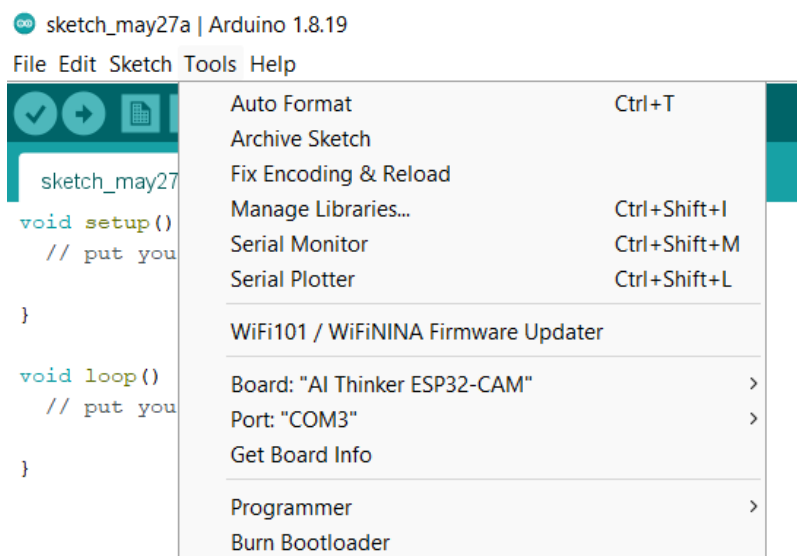 sketch_may27a | Arduino 1.8.19
File Edit Sketch Tools Help
Auto Format Ctrl+T
Archive Sketch
Fix Encoding & Reload
Manage Libraries... Ctrl+Shift+I
Serial Monitor Ctrl+Shift+M
Serial Plotter Ctrl+Shift+L
WiFi101 / WiFiNINA Firmware Updater
Board: "AI Thinker ESP32-CAM"
Port: "COM3"
Get Board Info
Programmer
Burn Bootloader
sketch_may27
void setup()
// put you
}
void loop()
// put you
}